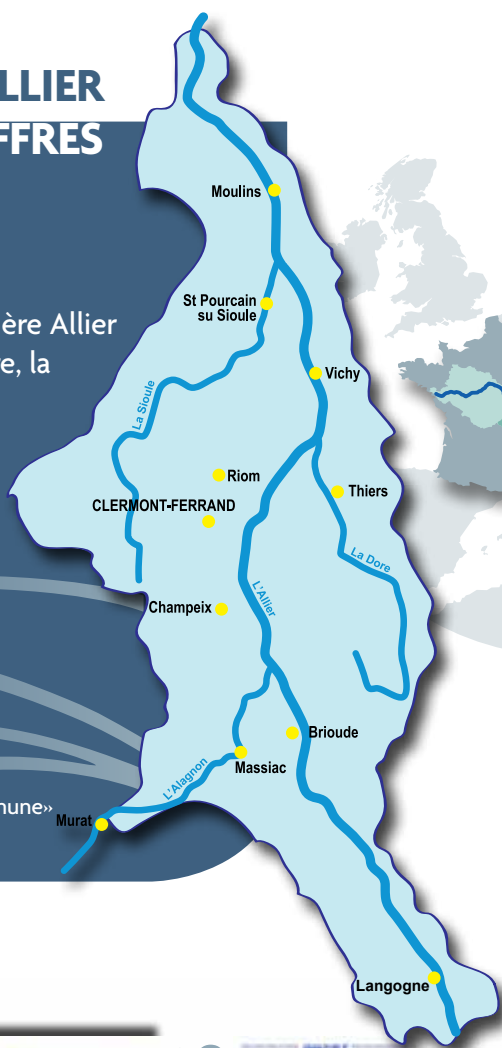 LLIER
FFRES
Moulins
St Pourcain
su Sioule
ère Allier
e, la
Vichy
La Sioule
Riom
Thiers
CLERMONT-FERRAND
La Dore
L'Allier
Champeix
Brioude
Massiac
L'Alagnon
nune»
Murat
Langogne